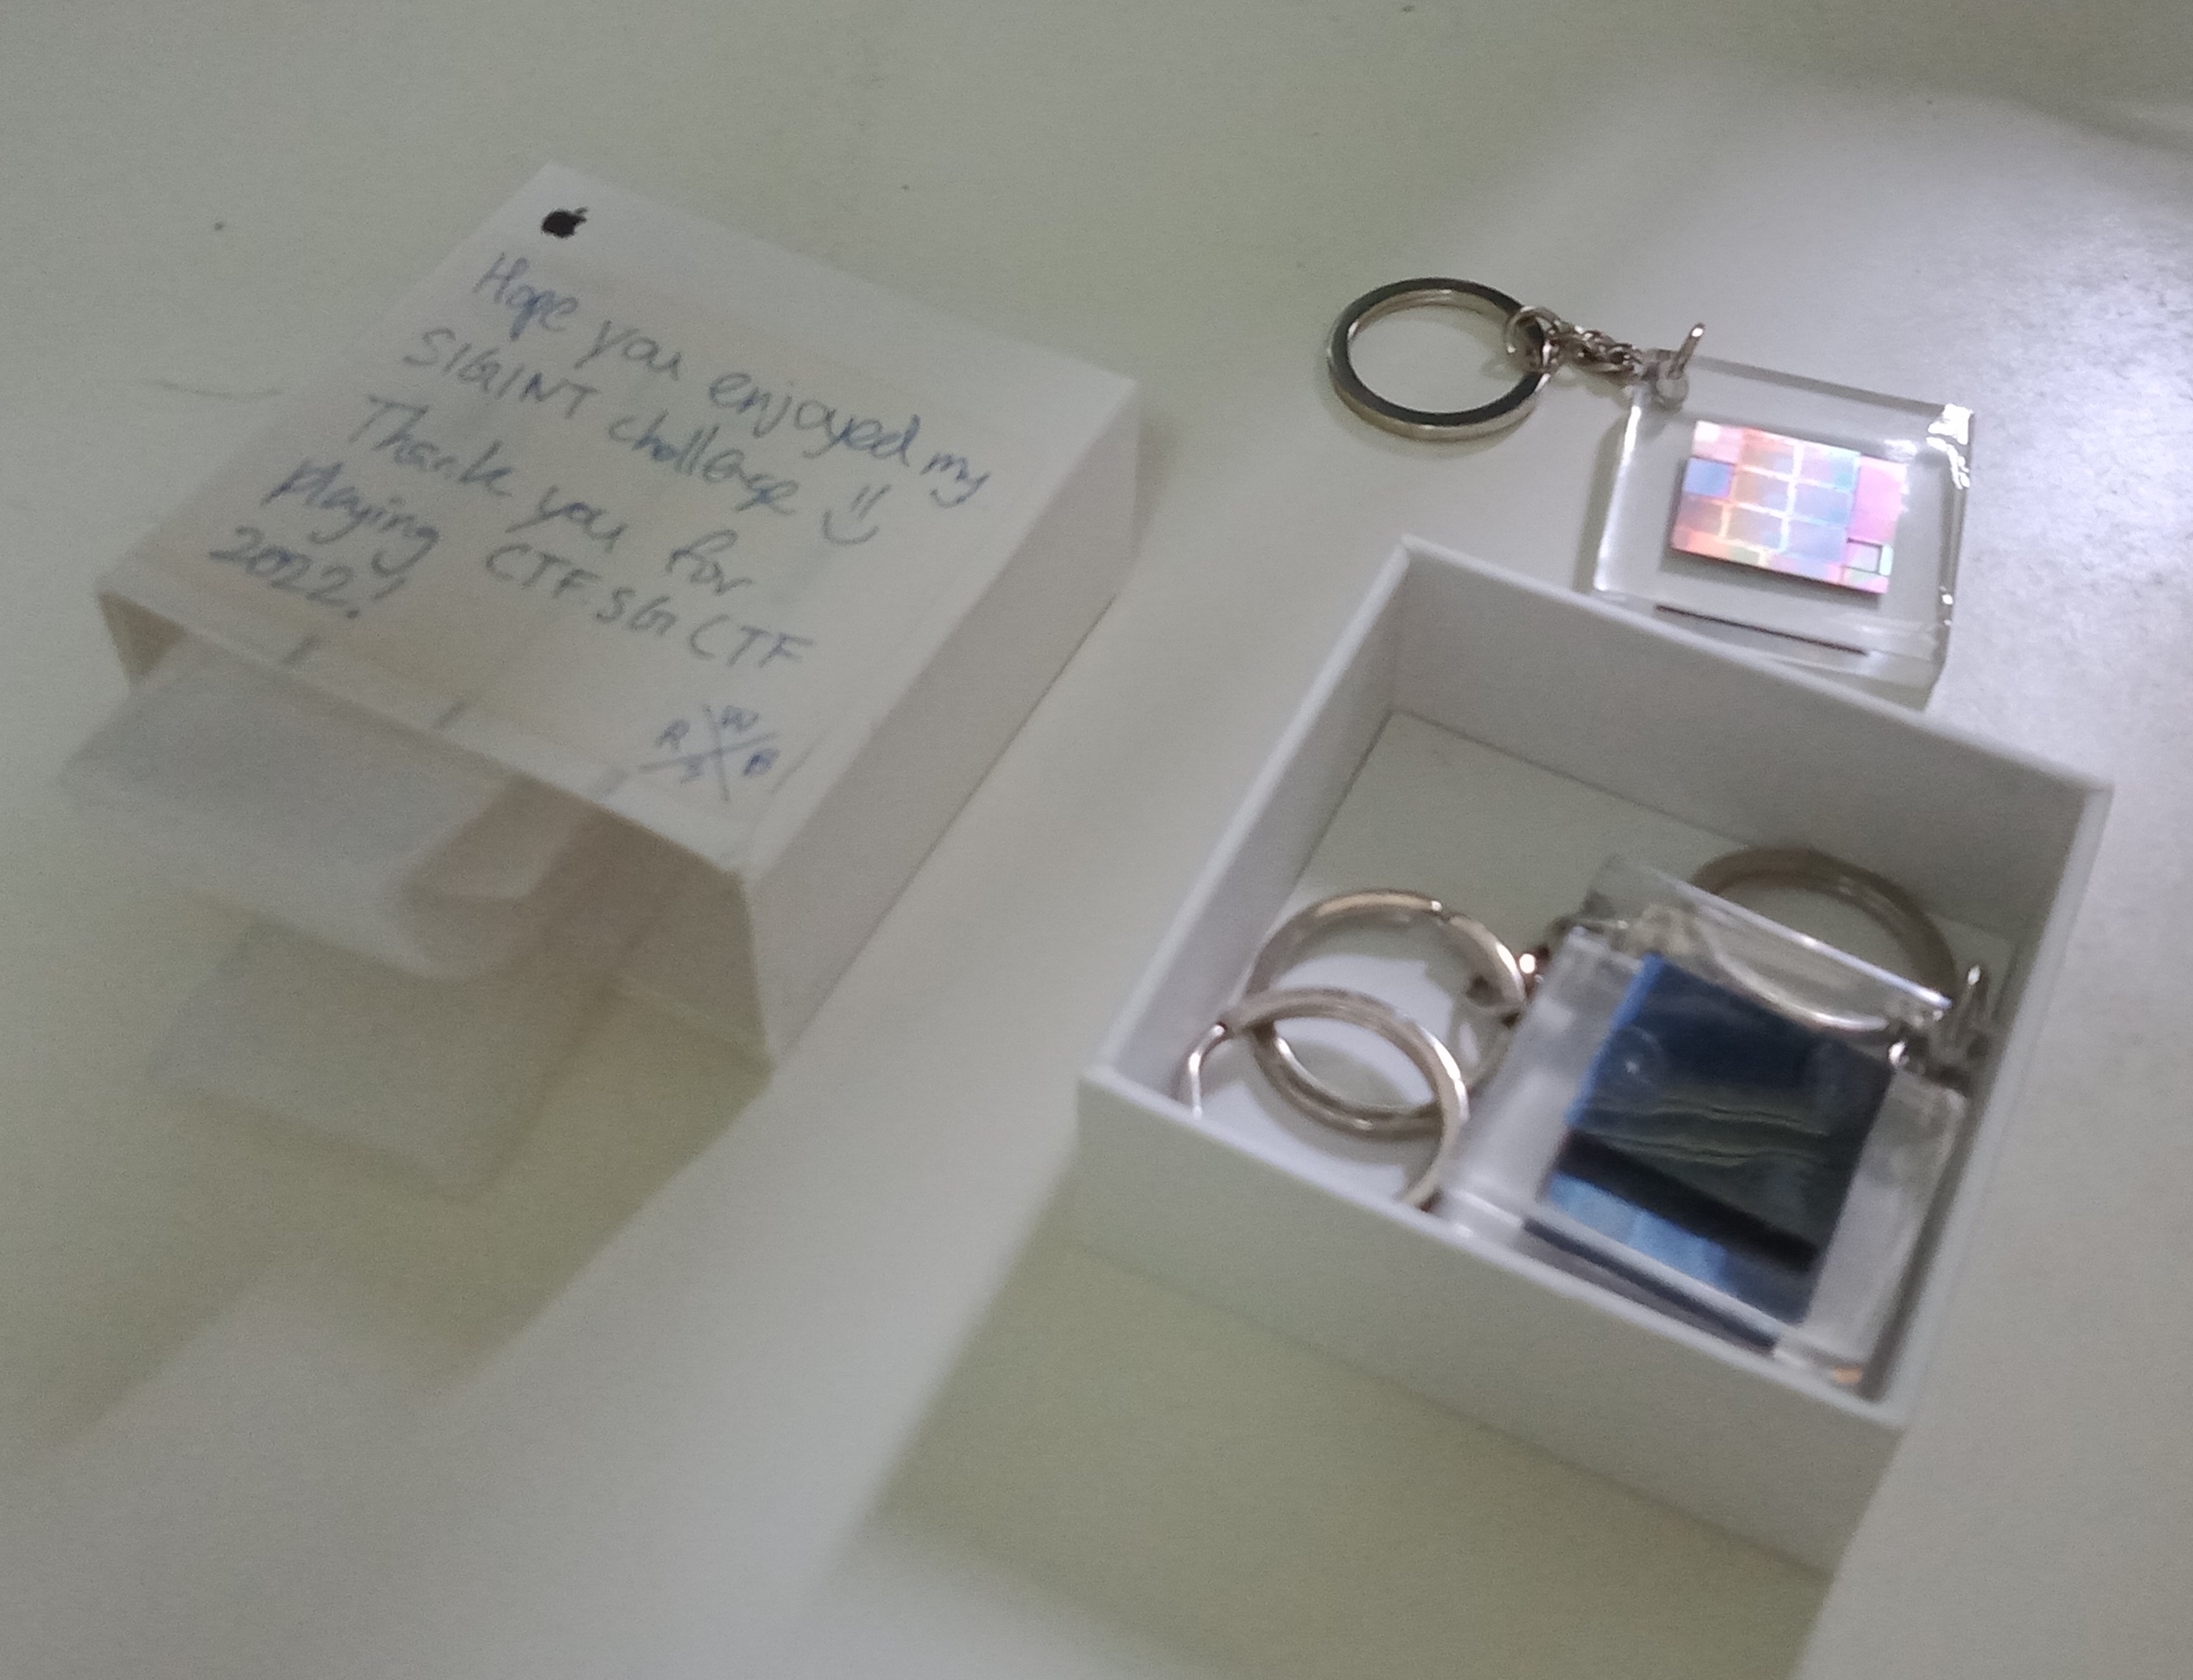 Hope you enjoyed my
SIGINT challenge
Thank you for
playing CTF.SG CTF
2022!
R W
S B